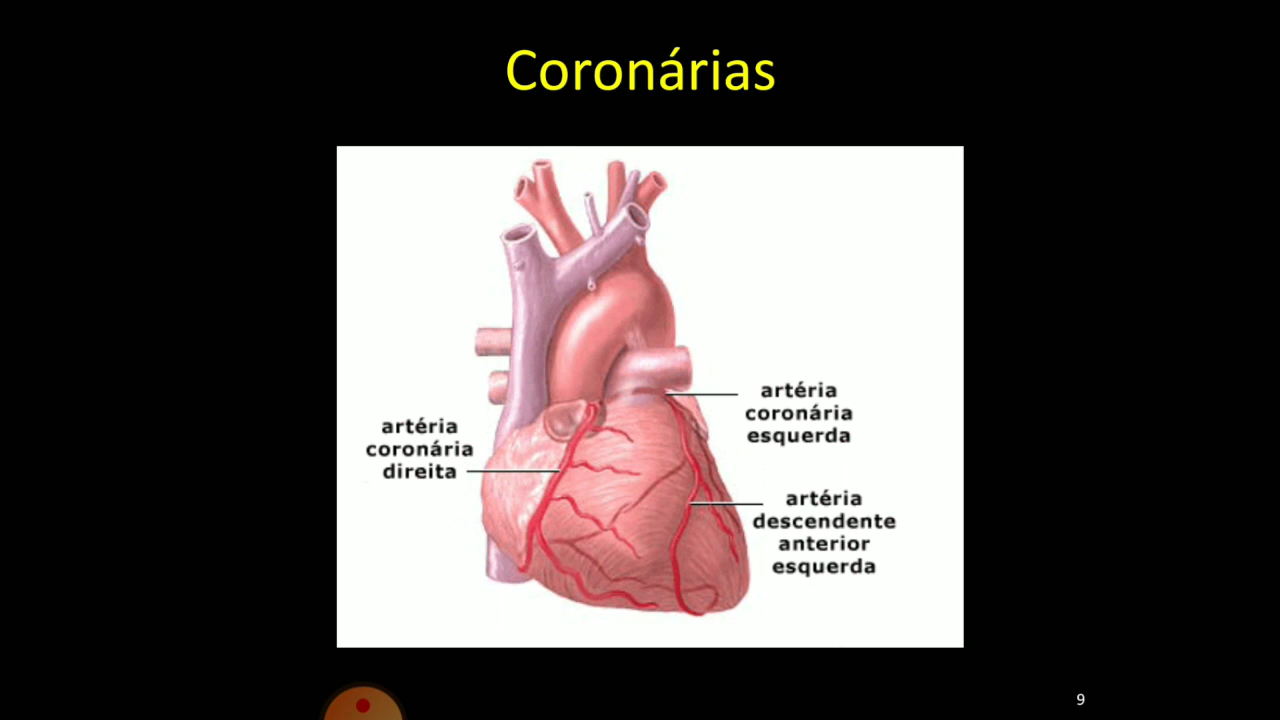 Coronárias
artéria
coronária
direita
artéria
coronária
esquerda
artéria
descendente
anterior
esquerda
9